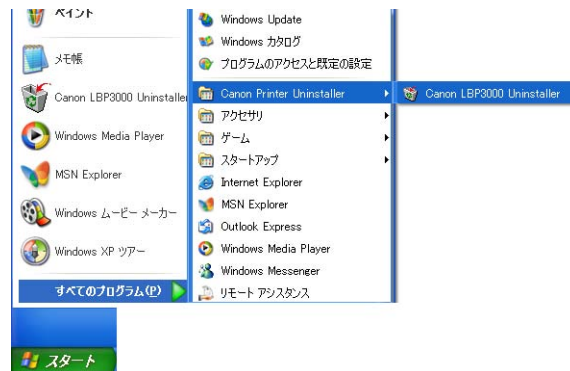 ペイント
メモ帳
Canon LBP3000 Uninstaller
Windows Media Player
MSN Explorer
Windows ムービー メーカー
Windows XP ツアー
すべてのプログラム(P)
スタート
Windows Update
Windows カタログ
プログラムのアクセスと既定の設定
Canon Printer Uninstaller
アクセサリ
ゲーム
スタートアップ
Internet Explorer
MSN Explorer
Outlook Express
Windows Media Player
Windows Messenger
リモート アシスタンス
Canon LBP3000 Uninstaller